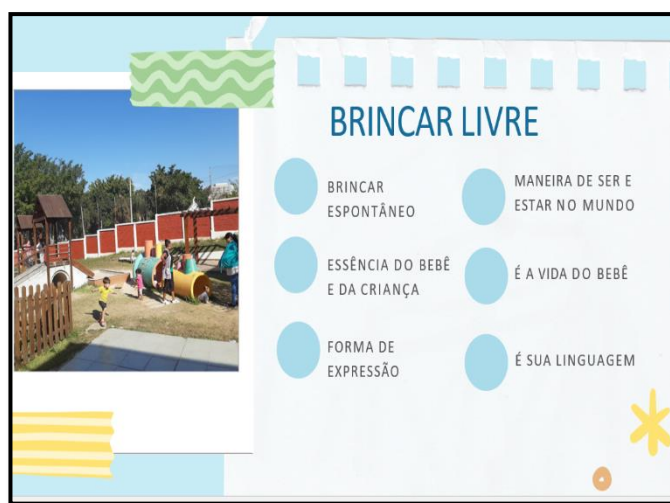 BRINCAR LIVRE
BRINCAR
ESPONTÂNEO
ESSÊNCIA DO BEBÊ
E DA CRIANÇA
FORMA DE
EXPRESSÃO
MANEIRA DE SER E
ESTAR NO MUNDO
É A VIDA DO BEBÊ
É SUA LINGUAGEM